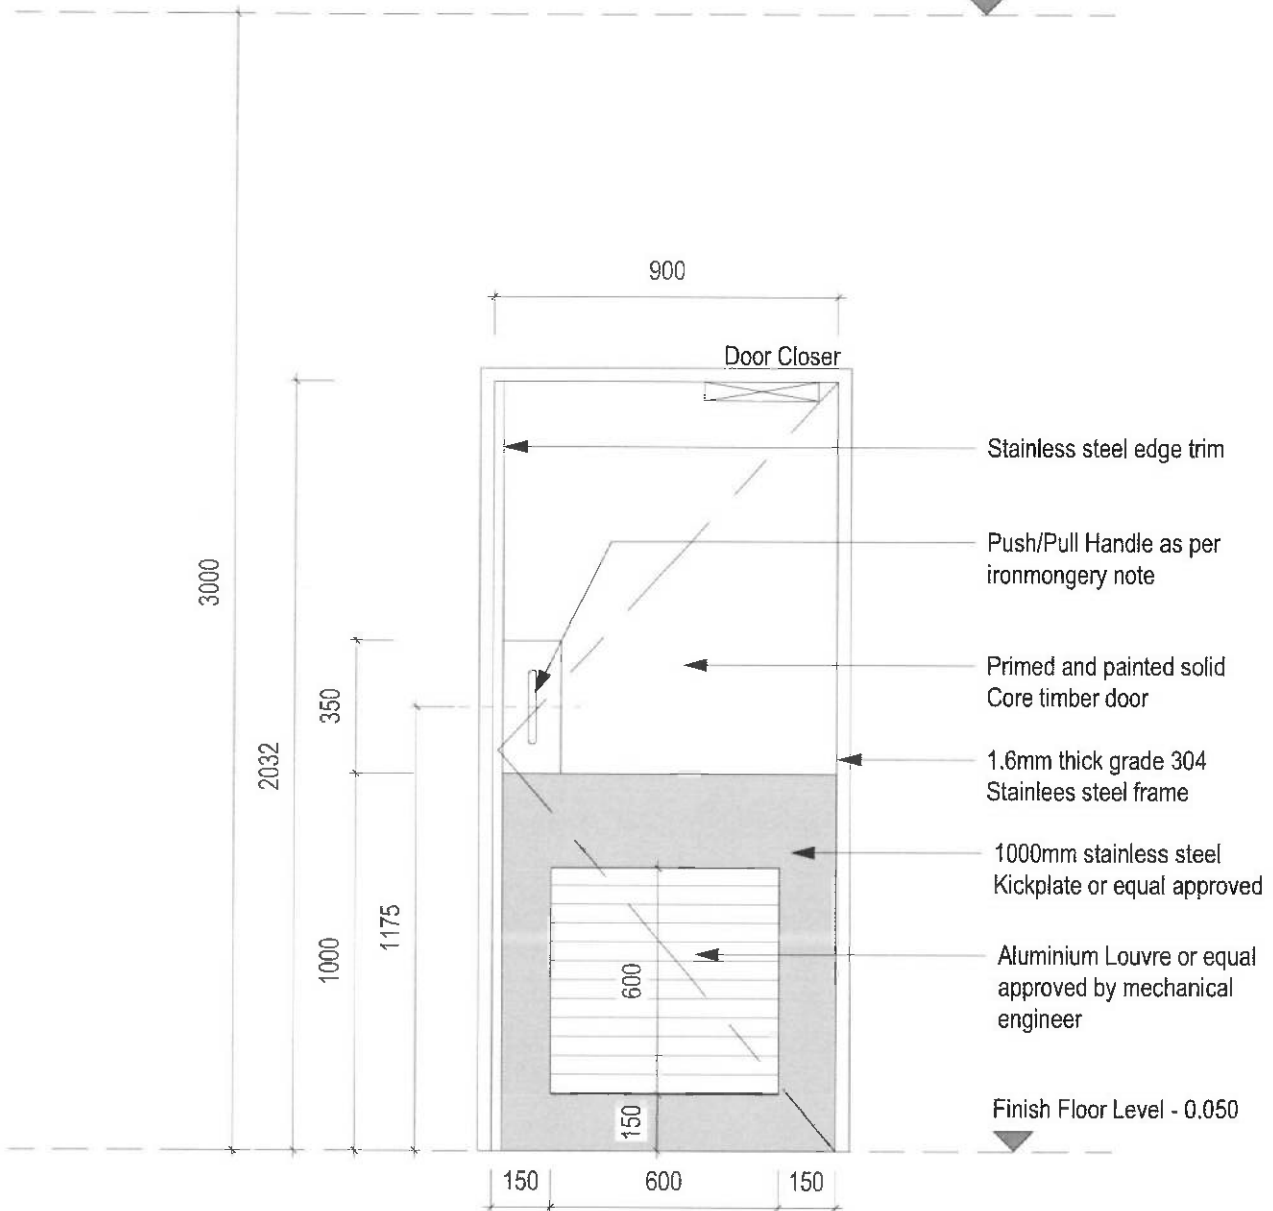 900
Door Closer
Stainless steel edge trim
Push/Pull Handle as per
ironmongery note
3000
Primed and painted solid
Core timber door
350
2032
1.6mm thick grade 304
Stainlees steel frame
1000mm stainless steel
Kickplate or equal approved
1175
1000
600
Aluminium Louvre or equal
approved by mechanical
engineer
150
Finish Floor Level - 0.050
150 600 150